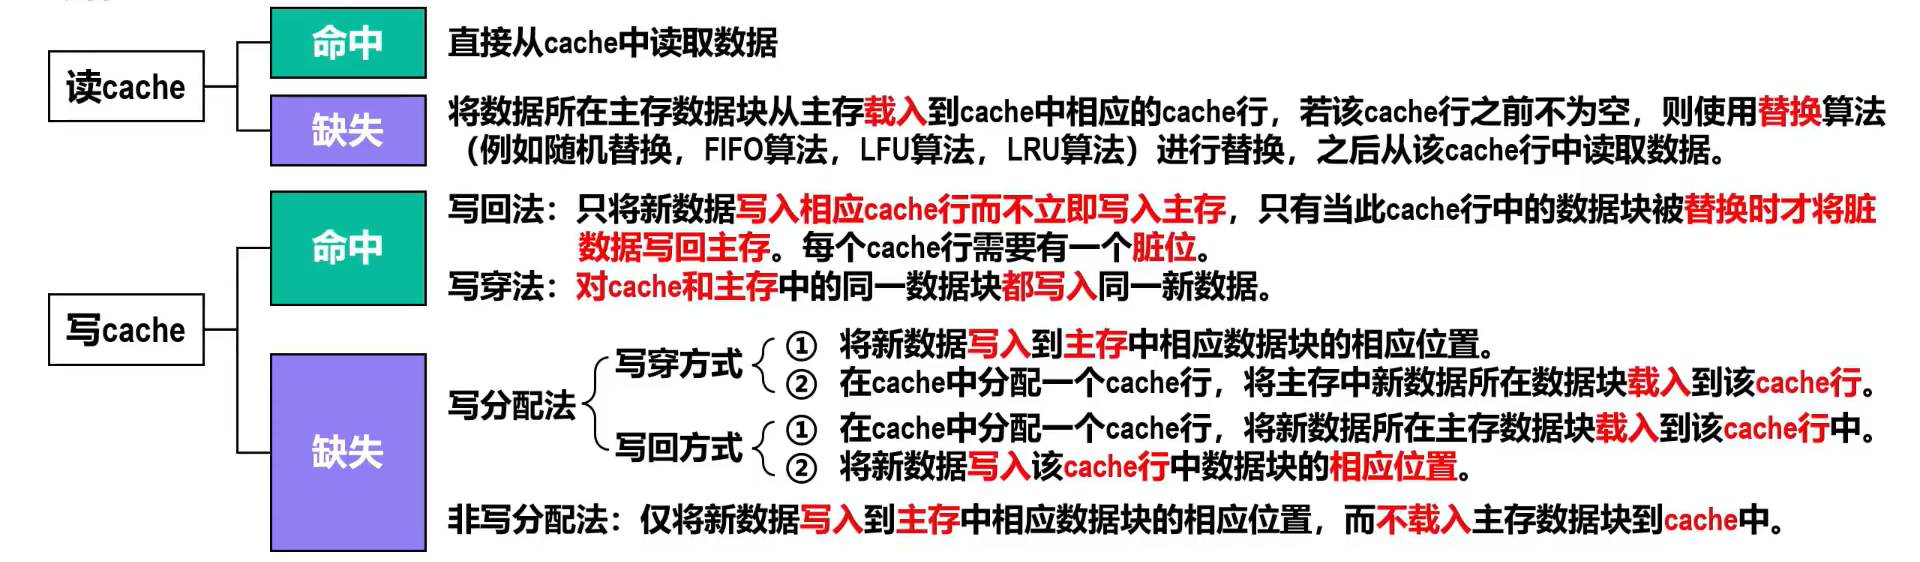 读cache
命中
直接从cache中读取数据
缺失
将数据所在主存数据块从主存载入到cache中相应的cache行，若该cache行之前不为空，则使用替换算法
（例如随机替换，FIFO算法，LFU算法，LRU算法）进行替换，之后从该cache行中读取数据。
写cache
命中
写回法：只将新数据写入相应cache行而不立即写入主存，只有当此cache行中的数据块被替换时才将脏
数据写回主存。每个cache行需要有一个脏位。
写穿法：对cache和主存中的同一数据块都写入同一新数据。
缺失
写分配法
写穿方式
① 将新数据写入到主存中相应数据块的相应位置。
② 在cache中分配一个cache行，将主存中新数据所在数据块载入到该cache行。
写回方式
① 在cache中分配一个cache行，将新数据所在主存数据块载入到该cache行中。
② 将新数据写入该cache行中数据块的相应位置。
非写分配法：仅将新数据写入到主存中相应数据块的相应位置，而不载入主存数据块到cache中。